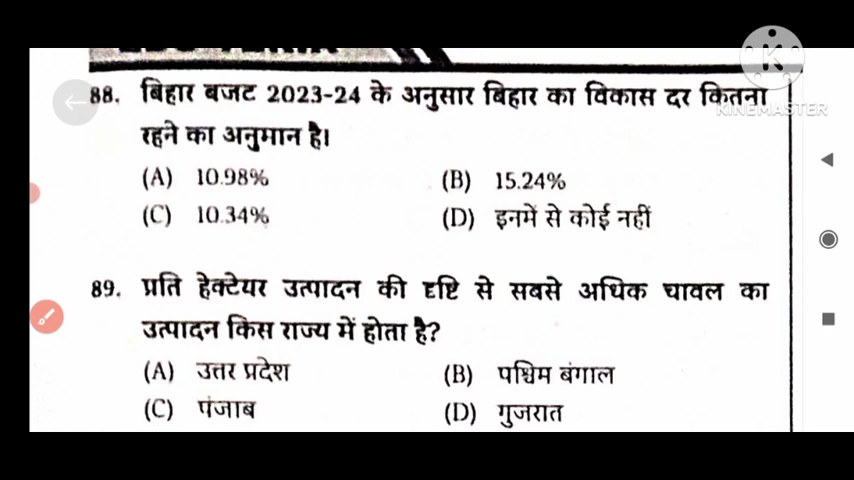 KINEMASTER
88. बिहार बजट 2023-24 के अनुसार बिहार का विकास दर कितना
रहने का अनुमान है।
(A) 10.98% (B) 15.24%
(C) 10.34% (D) इनमें से कोई नहीं
89. प्रति हेक्टेयर उत्पादन की दृष्टि से सबसे अधिक चावल का
उत्पादन किस राज्य में होता है?
(A) उत्तर प्रदेश (B) पश्चिम बंगाल
(C) पंजाब (D) गुजरात